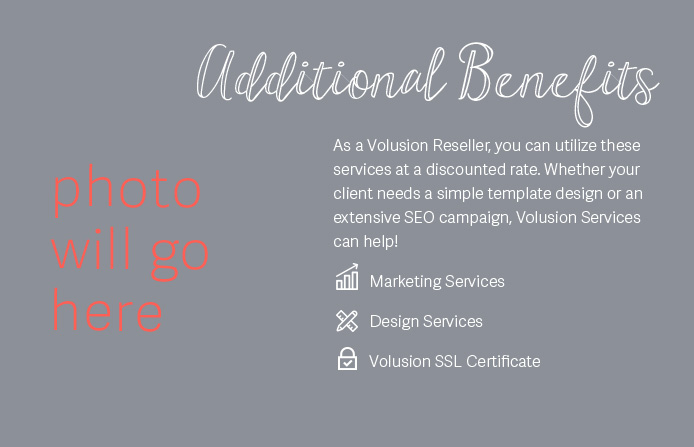 Additional Benefits
As a Volusion Reseller, you can utilize these
services at a discounted rate. Whether your
client needs a simple template design or an
extensive SEO campaign, Volusion Services
can help!
Marketing Services
Design Services
Volusion SSL Certificate
photo
will go
here